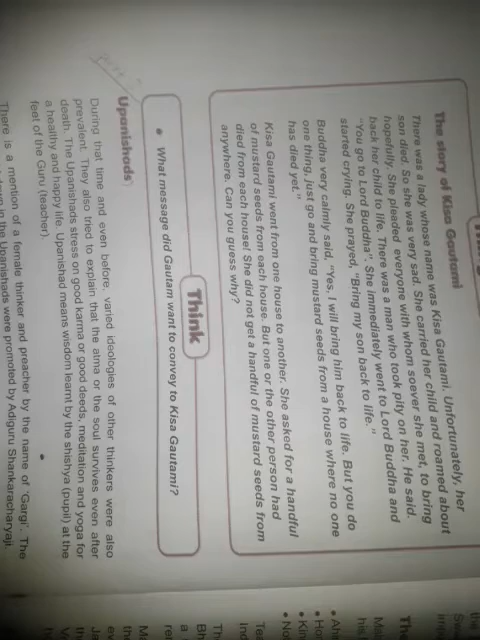 The story of Kisa Gautami
There was a lady whose name was Kisa Gautami. Unfortunately, her
son died. So she was very sad. She carried her child and roamed about
hopefully. She pleaded everyone with whom soever she met, to bring
back her child to life. There was a man who took pity on her. He said.
"You go to Lord Buddha". She immediately went to Lord Buddha and
started crying. She prayed, "Bring my son back to life."
Buddha very calmly said, "Yes, I will bring him back to life. But you do
one thing, just go and bring mustard seeds from a house where no one
has died yet."
Kisa Gautami went from one house to another. She asked for a handful
of mustard seeds from each house. But one or the other person had
died from each house! She did not get a handful of mustard seeds from
anywhere. Can you guess why?
Think
• What message did Gautam want to convey to Kisa Gautami?
Upanishads
During that time and even before, varied ideologies of other thinkers were also
prevalent. They also tried to explain that the atma or the soul survives even after
death. The Upanishads stress on good karma or good deeds, meditation and yoga for
a healthy and happy life. Upanishad means wisdom learnt by the shishya (pupil) at the
feet of the Guru (teacher).
There is a mention of a female thinker and preacher by the name of 'Gargi'. The
down in the Upanishads were promoted by Adiguru Shankaracharyaji.